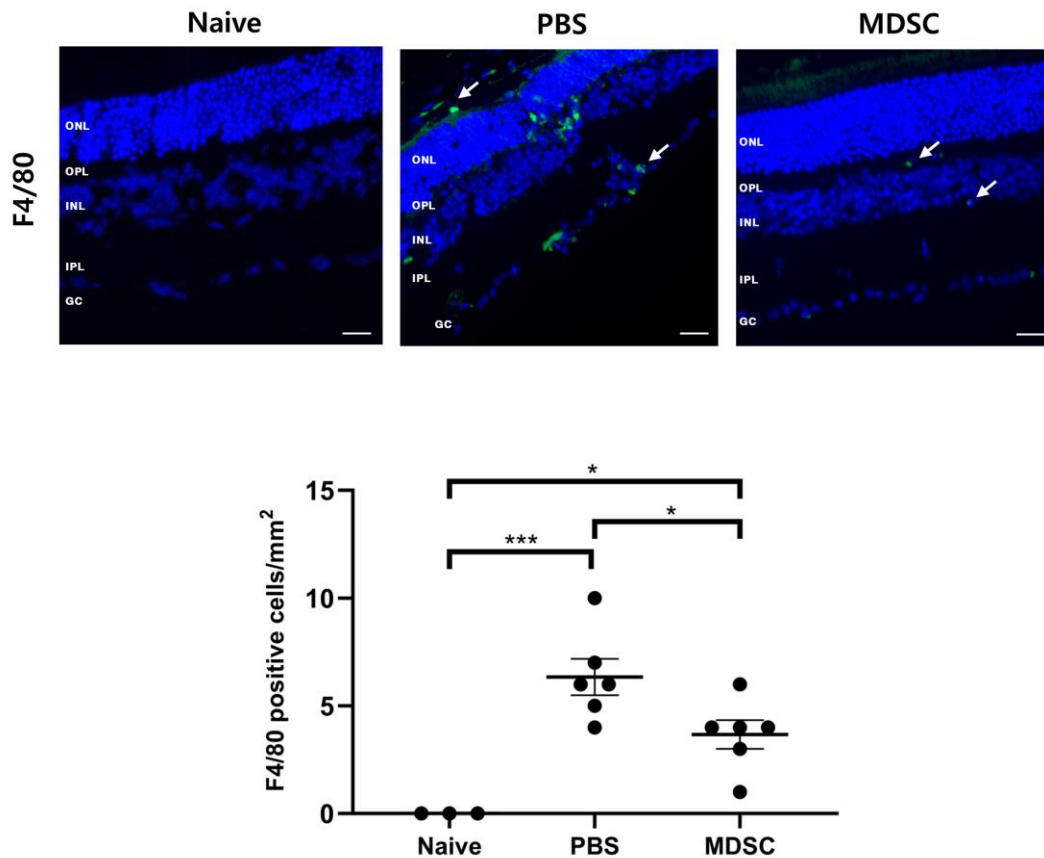 Naive PBS MDSC
F4/80
ONL
OPL
INL
IPL
GC
ONL
OPL
INL
IPL
GC
ONL
OPL
INL
IPL
GC
F4/80 positive cells/mm²
15
10
5
0
*
*
***
Naive PBS MDSC